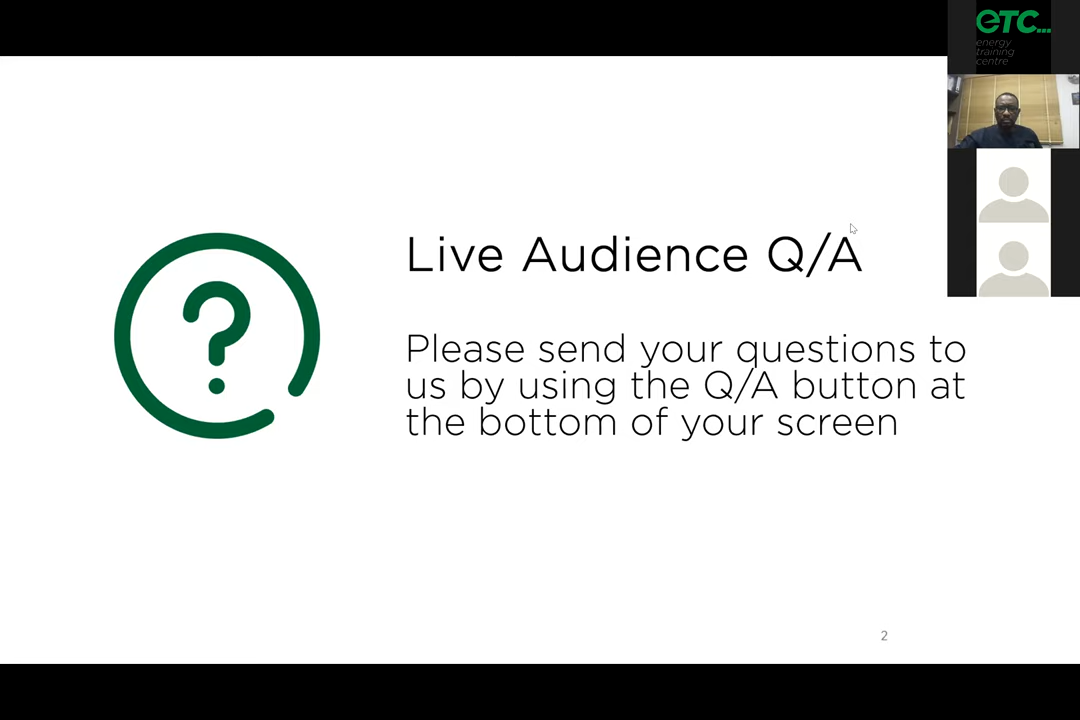 etc...
energy
training
centre
?
Live Audience Q/A
Please send your questions to
us by using the Q/A button at
the bottom of your screen
2